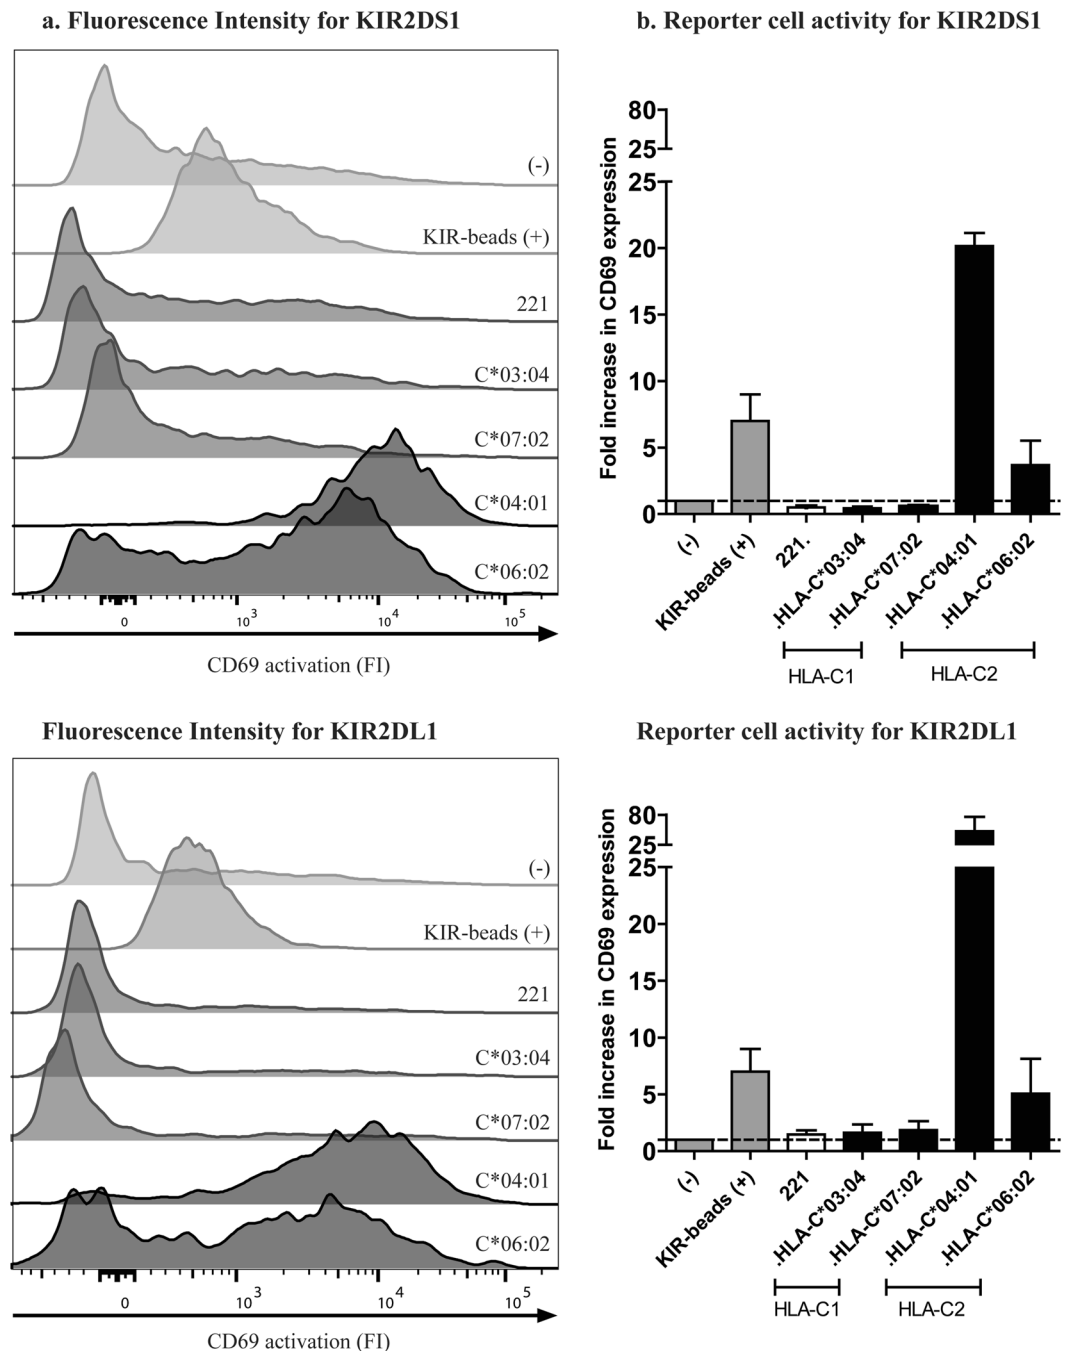 a. Fluorescence Intensity for KIR2DS1
(-)
KIR-beads (+)
221
C*03:04
C*07:02
C*04:01
C*06:02
0 10³ 10⁴ 10⁵
CD69 activation (FI)
b. Reporter cell activity for KIR2DS1
Fold increase in CD69 expression
80
25
25
20
15
10
5
0
(-)
KIR-beads (+)
221.
.HLA-C*03:04
.HLA-C*07:02
.HLA-C*04:01
.HLA-C*06:02
HLA-C1
HLA-C2
Fluorescence Intensity for KIR2DL1
(-)
KIR-beads (+)
221
C*03:04
C*07:02
C*04:01
C*06:02
0 10³ 10⁴ 10⁵
CD69 activation (FI)
Reporter cell activity for KIR2DL1
Fold increase in CD69 expression
80
25
25
20
15
10
5
0
(-)
KIR-beads (+)
221
.HLA-C*03:04
.HLA-C*07:02
.HLA-C*04:01
.HLA-C*06:02
HLA-C1
HLA-C2